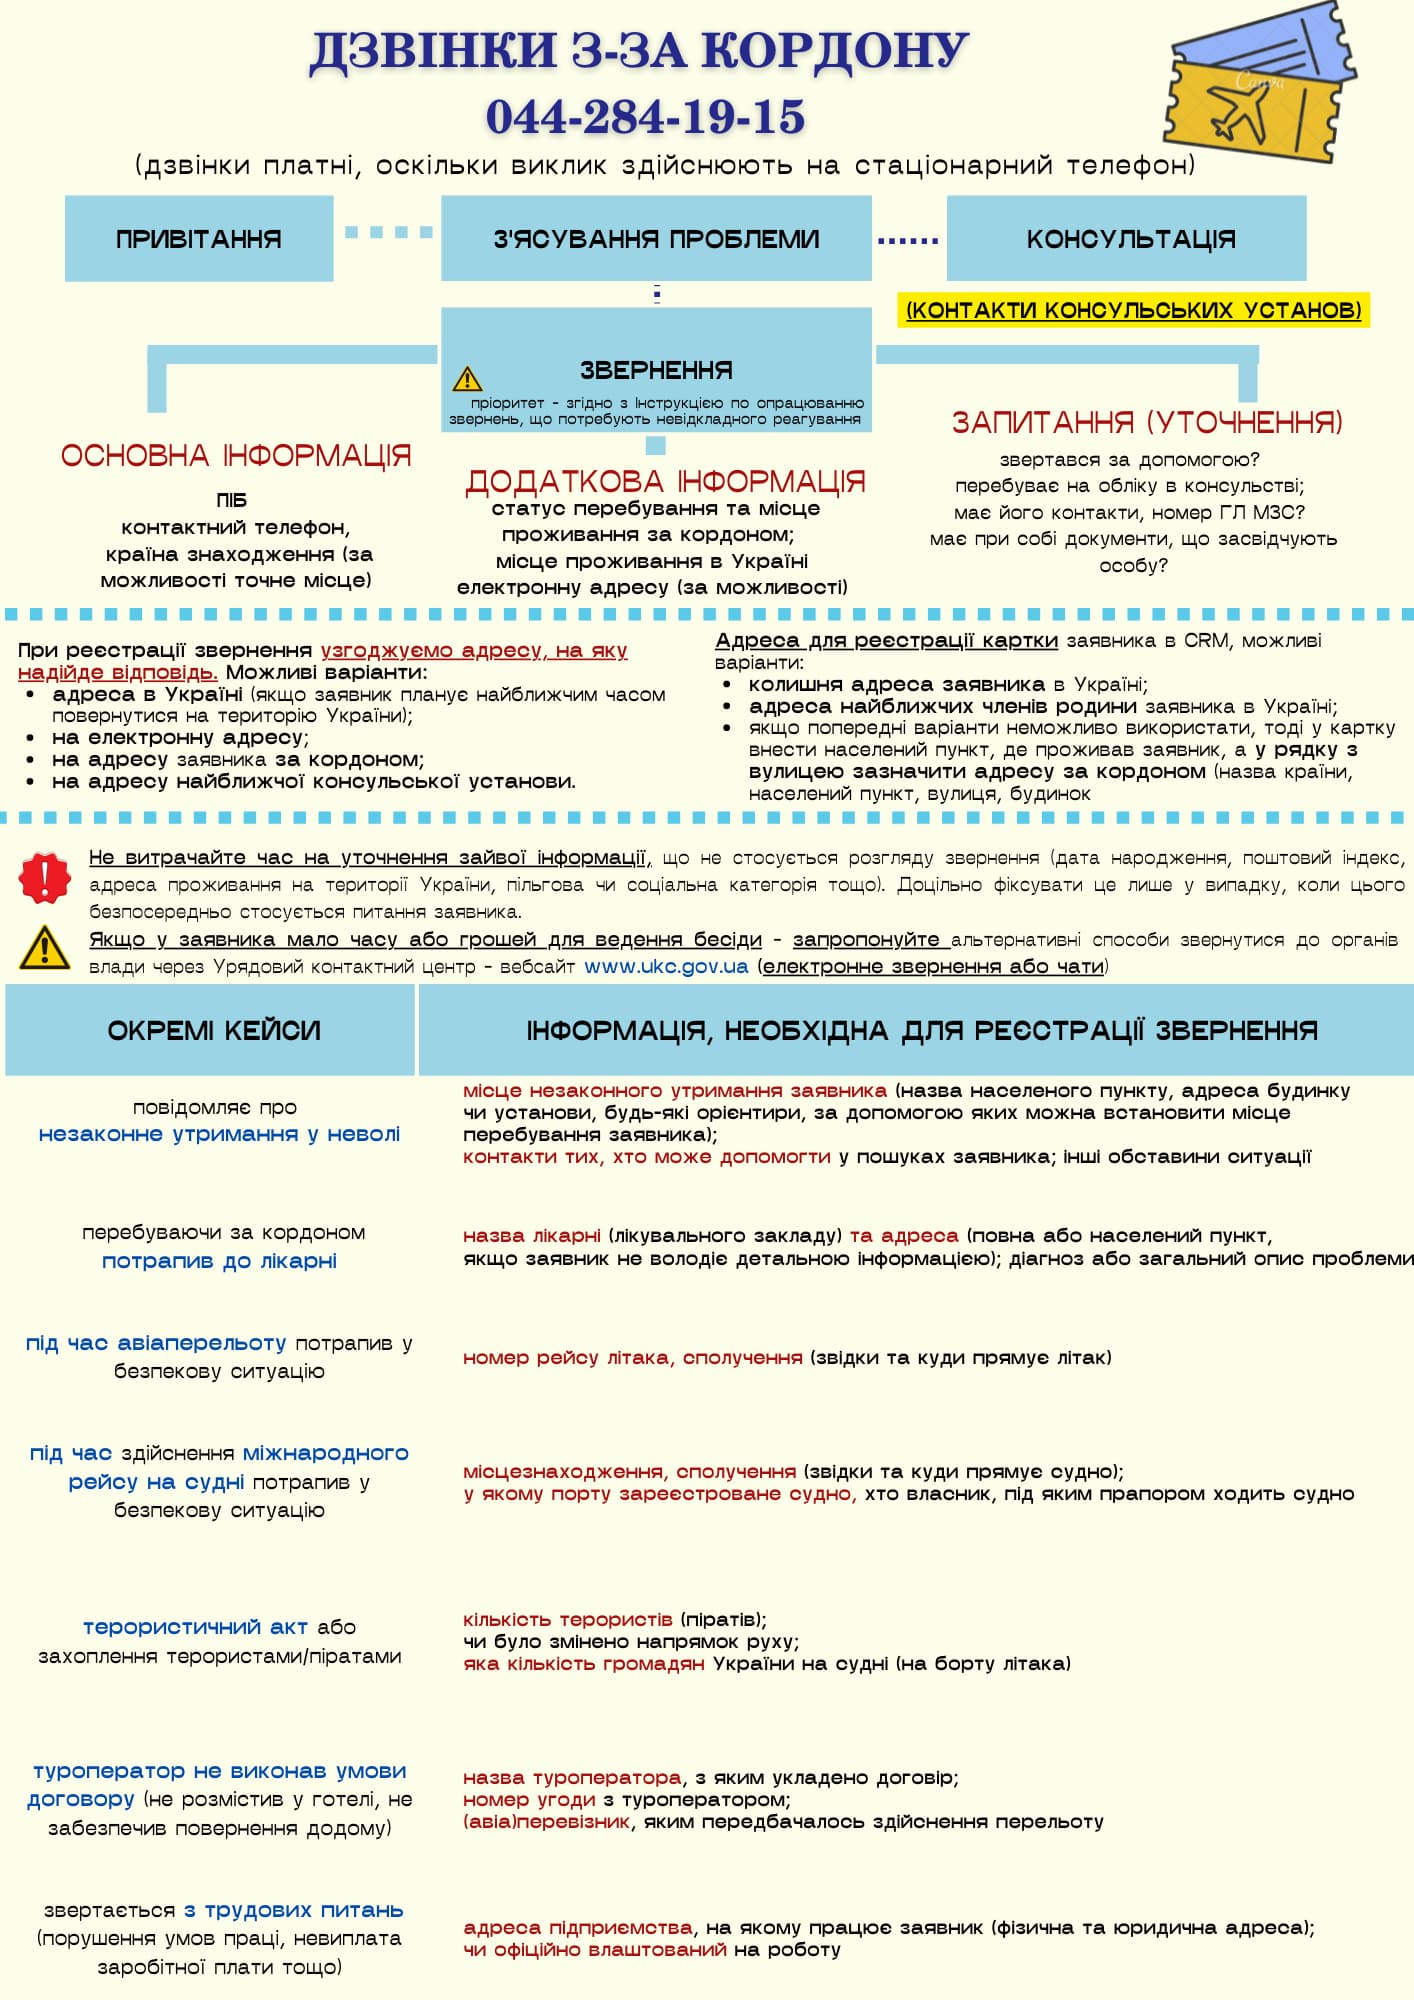 ДЗВІНКИ З-ЗА КОРДОНУ
044-284-19-15
Canva
(дзвінки платні, оскільки виклик здійснюють на стаціонарний телефон)
ПРИВІТАННЯ
З'ЯСУВАННЯ ПРОБЛЕМИ
КОНСУЛЬТАЦІЯ
(КОНТАКТИ КОНСУЛЬСЬКИХ УСТАНОВ)
ЗВЕРНЕННЯ
пріоритет - згідно з Інструкцією по опрацюванню
звернень, що потребують невідкладного реагування
ОСНОВНА ІНФОРМАЦІЯ
ПІБ
контактний телефон,
країна знаходження (за
можливості точне місце)
ДОДАТКОВА ІНФОРМАЦІЯ
статус перебування та місце
проживання за кордоном;
місце проживання в Україні
електронну адресу (за можливості)
ЗАПИТАННЯ (УТОЧНЕННЯ)
звертався за допомогою?
перебуває на обліку в консульстві;
має його контакти, номер ГЛ МЗС?
має при собі документи, що засвідчують
особу?
При реєстрації звернення узгоджуємо адресу, на яку
надійде відповідь. Можливі варіанти:
• адреса в Україні (якщо заявник планує найближчим часом
повернутися на територію України);
• на електронну адресу;
• на адресу заявника за кордоном;
• на адресу найближчої консульської установи.
Адреса для реєстрації картки заявника в CRM, можливі
варіанти:
• колишня адреса заявника в Україні;
• адреса найближчих членів родини заявника в Україні;
• якщо попередні варіанти неможливо використати, тоді у картку
внести населений пункт, де проживав заявник, а у рядку з
вулицею зазначити адресу за кордоном (назва країни,
населений пункт, вулиця, будинок
Не витрачайте час на уточнення зайвої інформації, що не стосується розгляду звернення (дата народження, поштовий індекс,
адреса проживання на території України, пільгова чи соціальна категорія тощо). Доцільно фіксувати це лише у випадку, коли цього
безпосередньо стосується питання заявника.
Якщо у заявника мало часу або грошей для ведення бесіди - запропонуйте альтернативні способи звернутися до органів
влади через Урядовий контактний центр - вебсайт www.ukc.gov.ua (електронне звернення або чати)
ОКРЕМІ КЕЙСИ
ІНФОРМАЦІЯ, НЕОБХІДНА ДЛЯ РЕЄСТРАЦІЇ ЗВЕРНЕННЯ
повідомляє про
незаконне утримання у неволі
місце незаконного утримання заявника (назва населеного пункту, адреса будинку
чи установи, будь-які орієнтири, за допомогою яких можна встановити місце
перебування заявника);
контакти тих, хто може допомогти у пошуках заявника; інші обставини ситуації
перебуваючи за кордоном
потрапив до лікарні
назва лікарні (лікувального закладу) та адреса (повна або населений пункт,
якщо заявник не володіє детальною інформацією); діагноз або загальний опис проблеми
під час авіаперельоту потрапив у
безпекову ситуацію
номер рейсу літака, сполучення (звідки та куди прямує літак)
під час здійснення міжнародного
рейсу на судні потрапив у
безпекову ситуацію
місцезнаходження, сполучення (звідки та куди прямує судно);
у якому порту зареєстроване судно, хто власник, під яким прапором ходить судно
терористичний акт або
захоплення терористами/піратами
кількість терористів (піратів);
чи було змінено напрямок руху;
яка кількість громадян України на судні (на борту літака)
туроператор не виконав умови
договору (не розмістив у готелі, не
забезпечив повернення додому)
назва туроператора, з яким укладено договір;
номер угоди з туроператором;
(авіа)перевізник, яким передбачалось здійснення перельоту
звертається з трудових питань
(порушення умов праці, невиплата
заробітної плати тощо)
адреса підприємства, на якому працює заявник (фізична та юридична адреса);
чи офіційно влаштований на роботу